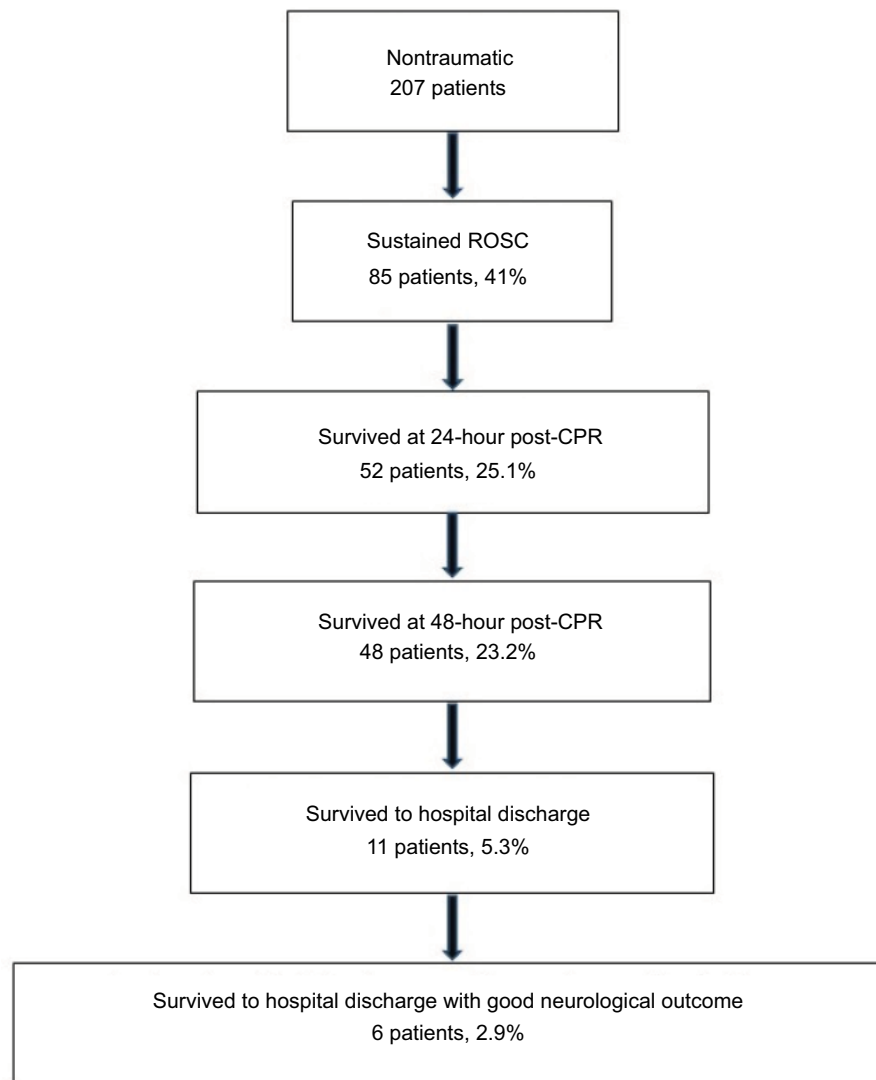 Nontraumatic
207 patients
Sustained ROSC
85 patients, 41%
Survived at 24-hour post-CPR
52 patients, 25.1%
Survived at 48-hour post-CPR
48 patients, 23.2%
Survived to hospital discharge
11 patients, 5.3%
Survived to hospital discharge with good neurological outcome
6 patients, 2.9%